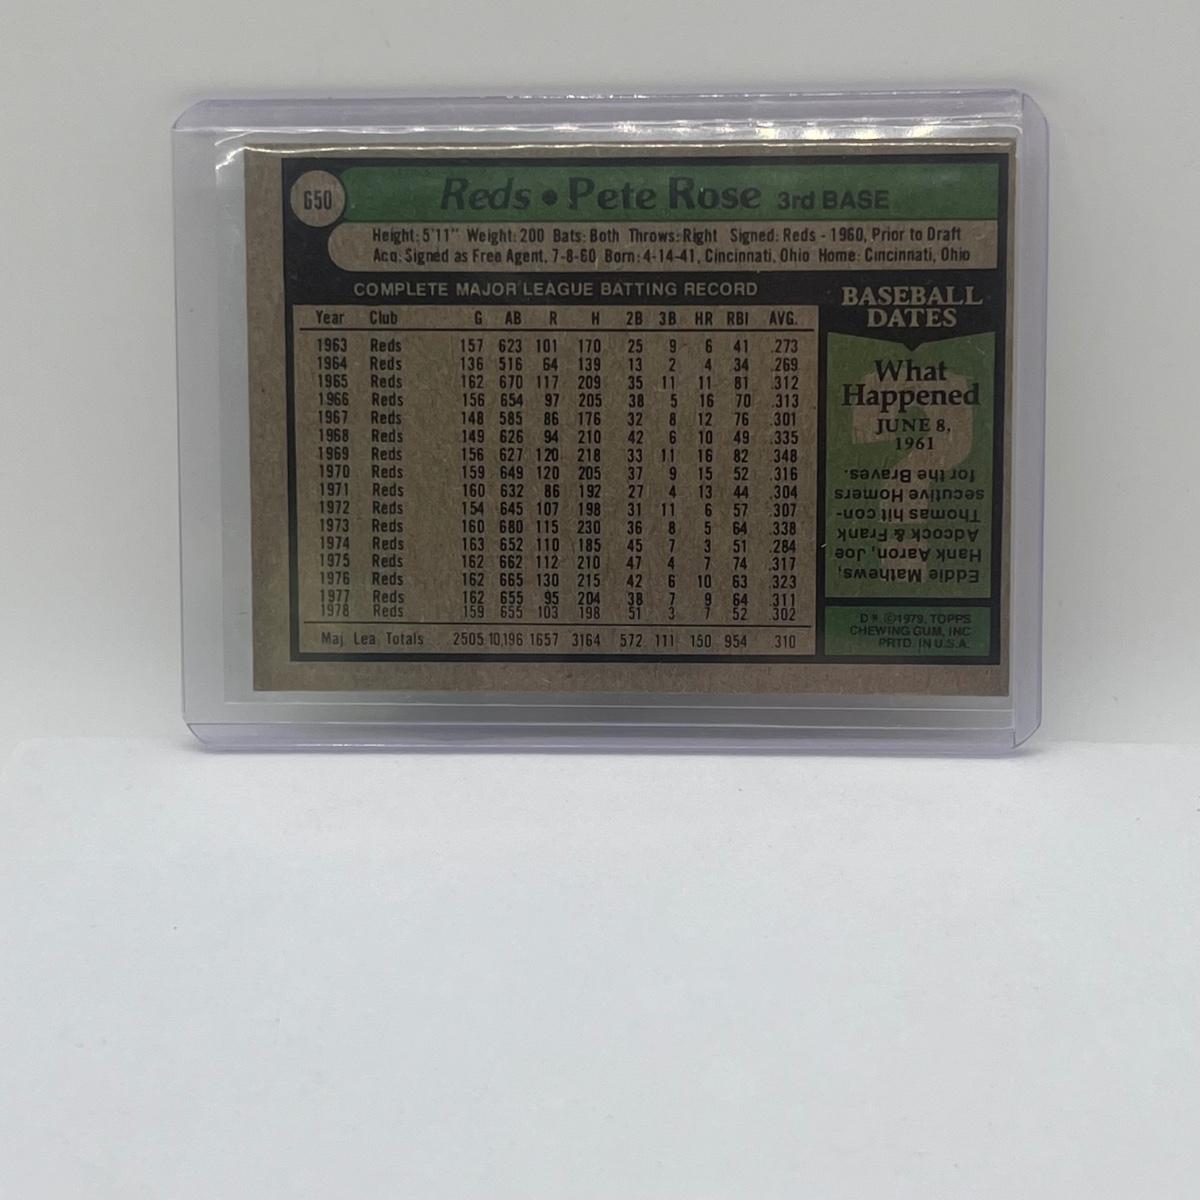 650
Reds • Pete Rose 3rd BASE
Height: 5'11" Weight: 200 Bats: Both Throws: Right Signed: Reds - 1960, Prior to Draft
Acq: Signed as Free Agent, 7-8-60 Born: 4-14-41, Cincinnati, Ohio Home: Cincinnati, Ohio
COMPLETE MAJOR LEAGUE BATTING RECORD
Year Club G AB R H 2B 3B HR RBI AVG.
1963 Reds 157 623 101 170 25 9 6 41 .273
1964 Reds 136 516 64 139 13 2 4 34 .269
1965 Reds 162 670 117 209 35 11 11 81 .312
1966 Reds 156 654 97 205 38 5 16 70 .313
1967 Reds 148 585 86 176 32 8 12 76 .301
1968 Reds 149 626 94 210 42 6 10 49 .335
1969 Reds 156 627 120 218 33 11 16 82 .348
1970 Reds 159 649 120 205 37 9 15 52 .316
1971 Reds 160 632 86 192 27 4 13 44 .304
1972 Reds 154 645 107 198 31 11 6 57 .307
1973 Reds 160 680 115 230 36 8 5 64 .338
1974 Reds 163 652 110 185 45 7 3 51 .284
1975 Reds 162 662 112 210 47 4 7 74 .317
1976 Reds 162 665 130 215 42 6 10 63 .323
1977 Reds 162 655 95 204 38 7 9 64 .311
1978 Reds 159 655 103 198 51 3 7 52 .302
Maj. Lea. Totals 2505 10,196 1657 3164 572 111 150 954 .310
BASEBALL
DATES
What
Happened
JUNE 8,
1961
Eddie Mathews,
Hank Aaron, Joe
Adcock & Frank
Thomas hit con-
secutive Homers
for the Braves.
D* ©1979, TOPPS
CHEWING GUM, INC
PRTD. IN U.S.A.